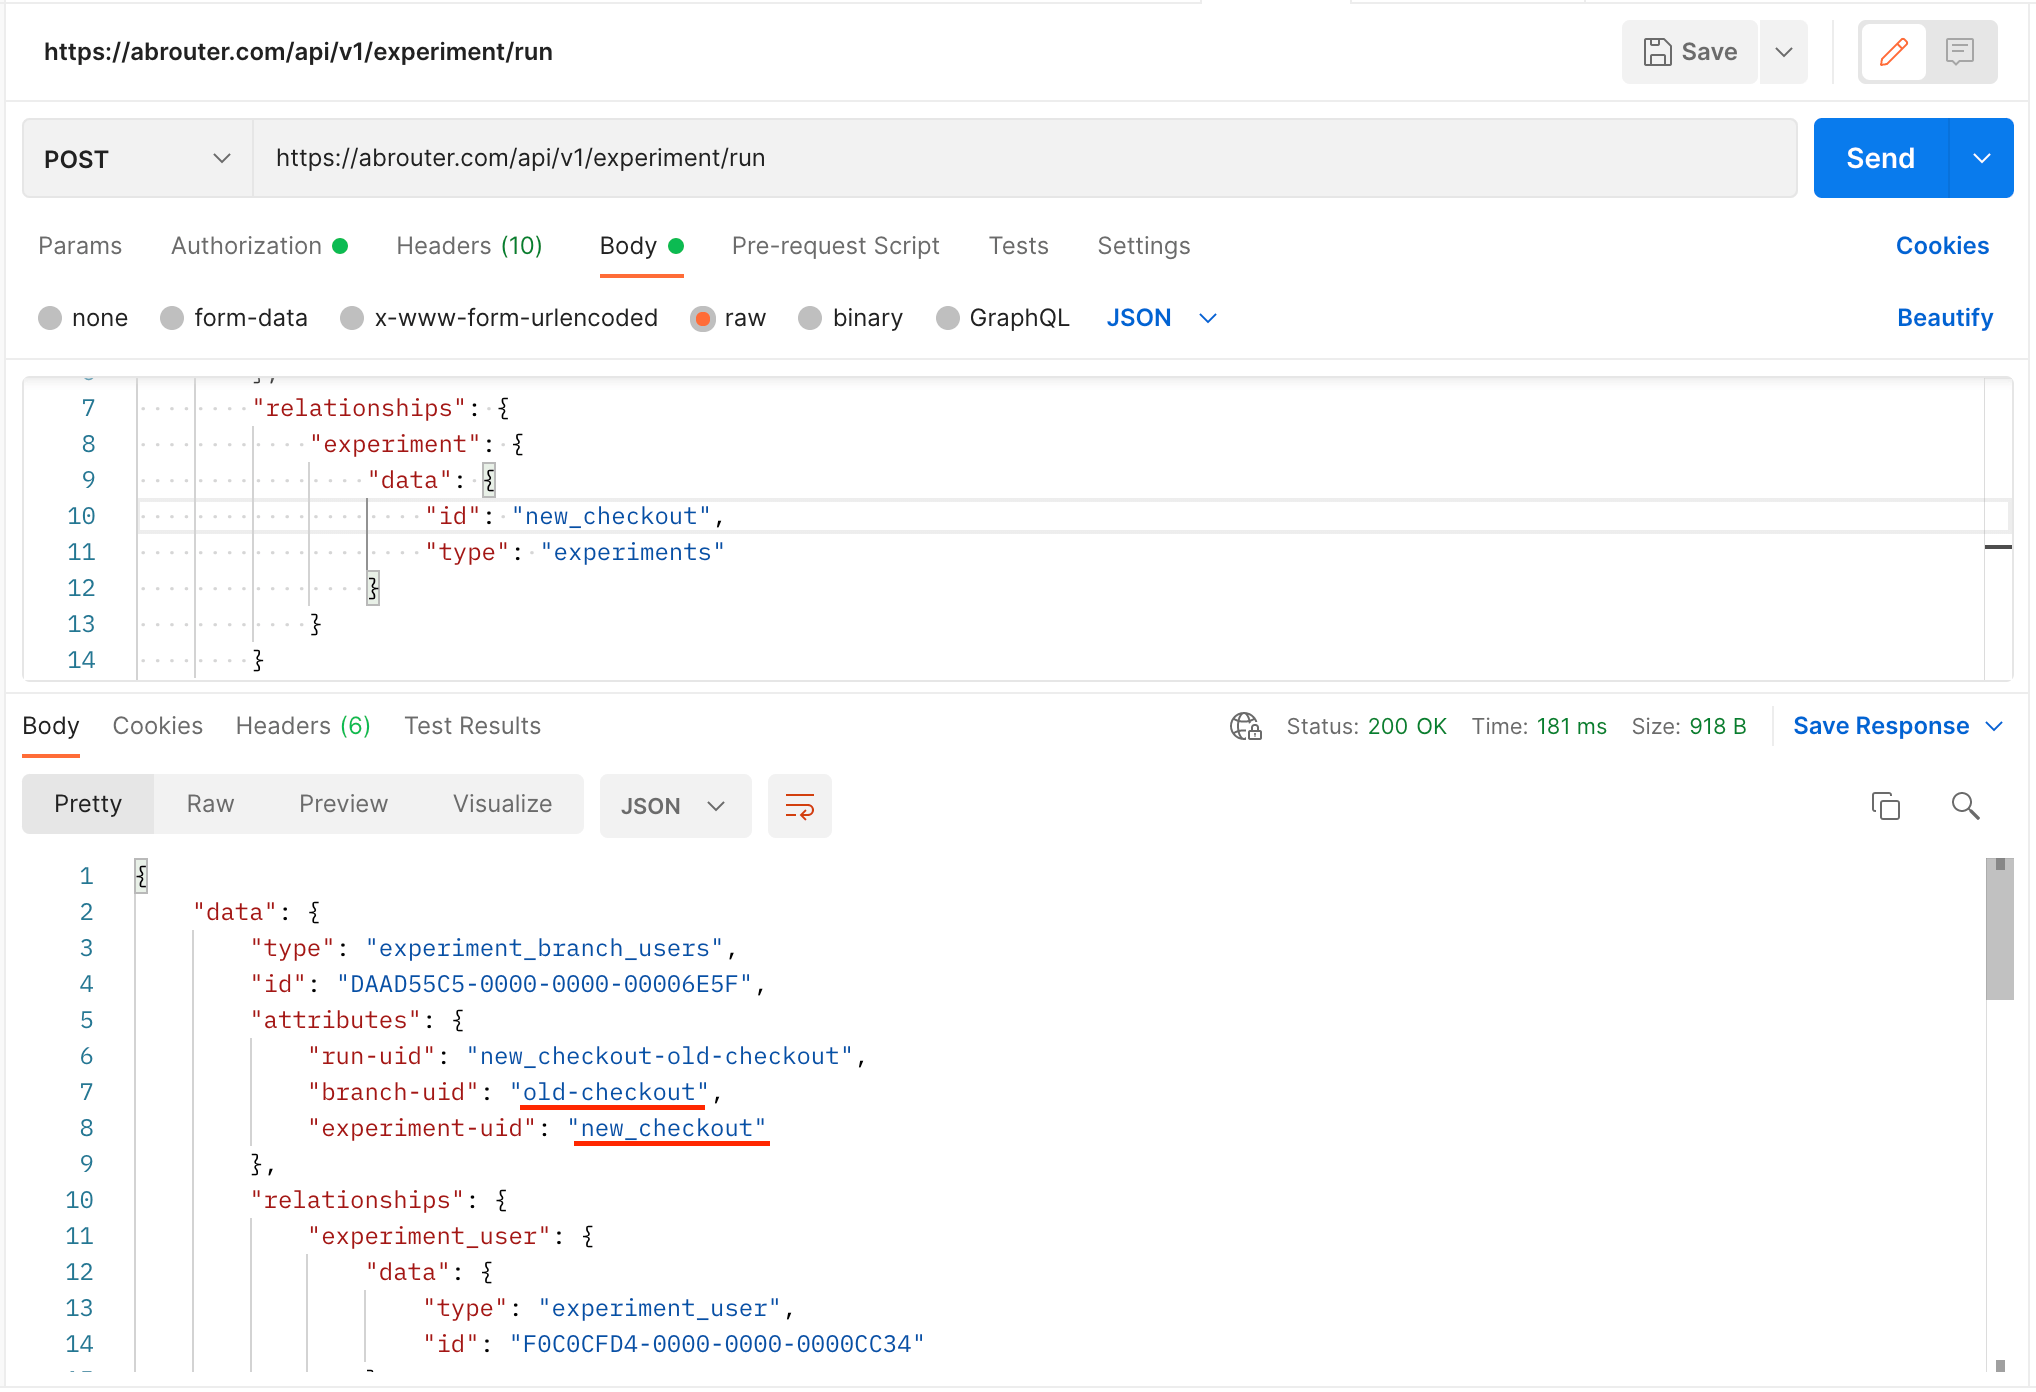 https://abrouter.com/api/v1/experiment/run
Save
POST
https://abrouter.com/api/v1/experiment/run
Send
Params Authorization Headers (10) Body Pre-request Script Tests Settings Cookies
none form-data x-www-form-urlencoded raw binary GraphQL JSON Beautify
},
7 "relationships": {
8 "experiment": {
9 "data": {
10 "id": "new_checkout",
11 "type": "experiments"
12 }
13 }
14 }
Body Cookies Headers (6) Test Results Status: 200 OK Time: 181 ms Size: 918 B Save Response
Pretty Raw Preview Visualize JSON
1 {
2 "data": {
3 "type": "experiment_branch_users",
4 "id": "DAAD55C5-0000-0000-00006E5F",
5 "attributes": {
6 "run-uid": "new_checkout-old-checkout",
7 "branch-uid": "old-checkout",
8 "experiment-uid": "new_checkout"
9 },
10 "relationships": {
11 "experiment_user": {
12 "data": {
13 "type": "experiment_user",
14 "id": "F0C0CFD4-0000-0000-0000CC34"